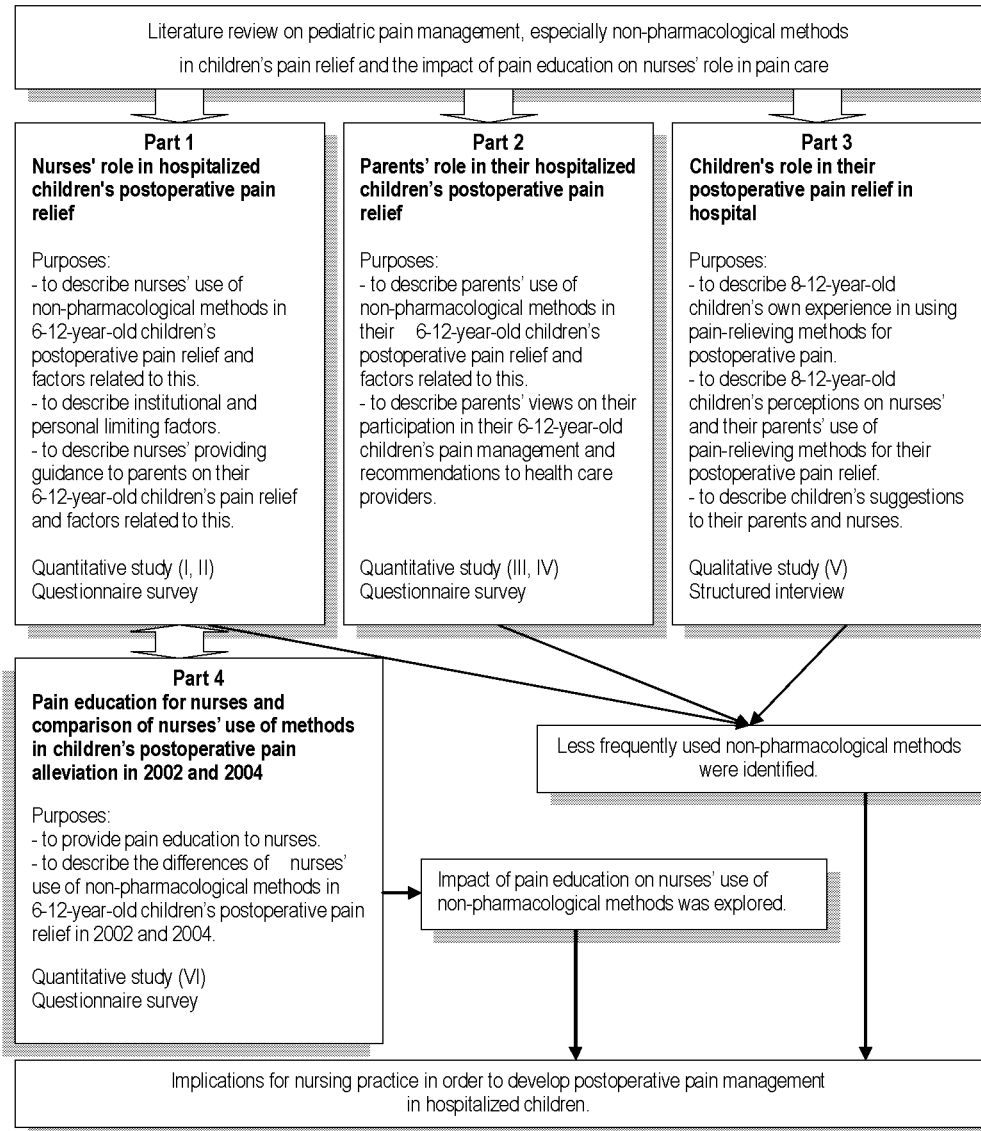 Literature review on pediatric pain management, especially non-pharmacological methods
in children's pain relief and the impact of pain education on nurses' role in pain care
Part 1
Nurses' role in hospitalized
children's postoperative pain
relief
Purposes:
- to describe nurses' use of
non-pharmacological methods in
6-12-year-old children's
postoperative pain relief and
factors related to this.
- to describe institutional and
personal limiting factors.
- to describe nurses' providing
guidance to parents on their
6-12-year-old children's pain relief
and factors related to this.
Quantitative study (I, II)
Questionnaire survey
Part 2
Parents' role in their hospitalized
children's postoperative pain
relief
Purposes:
- to describe parents' use of
non-pharmacological methods in
their 6-12-year-old children's
postoperative pain relief and
factors related to this.
- to describe parents' views on their
participation in their 6-12-year-old
children's pain management and
recommendations to health care
providers.
Quantitative study (III, IV)
Questionnaire survey
Part 3
Children's role in their
postoperative pain relief in
hospital
Purposes:
- to describe 8-12-year-old
children's own experience in using
pain-relieving methods for
postoperative pain.
- to describe 8-12-year-old
children's perceptions on nurses'
and their parents' use of
pain-relieving methods for their
postoperative pain relief.
- to describe children's suggestions
to their parents and nurses.
Qualitative study (V)
Structured interview
Part 4
Pain education for nurses and
comparison of nurses' use of methods
in children's postoperative pain
alleviation in 2002 and 2004
Purposes:
- to provide pain education to nurses.
- to describe the differences of nurses'
use of non-pharmacological methods in
6-12-year-old children's postoperative pain
relief in 2002 and 2004.
Quantitative study (VI)
Questionnaire survey
Less frequently used non-pharmacological methods
were identified.
Impact of pain education on nurses' use of
non-pharmacological methods was explored.
Implications for nursing practice in order to develop postoperative pain management
in hospitalized children.